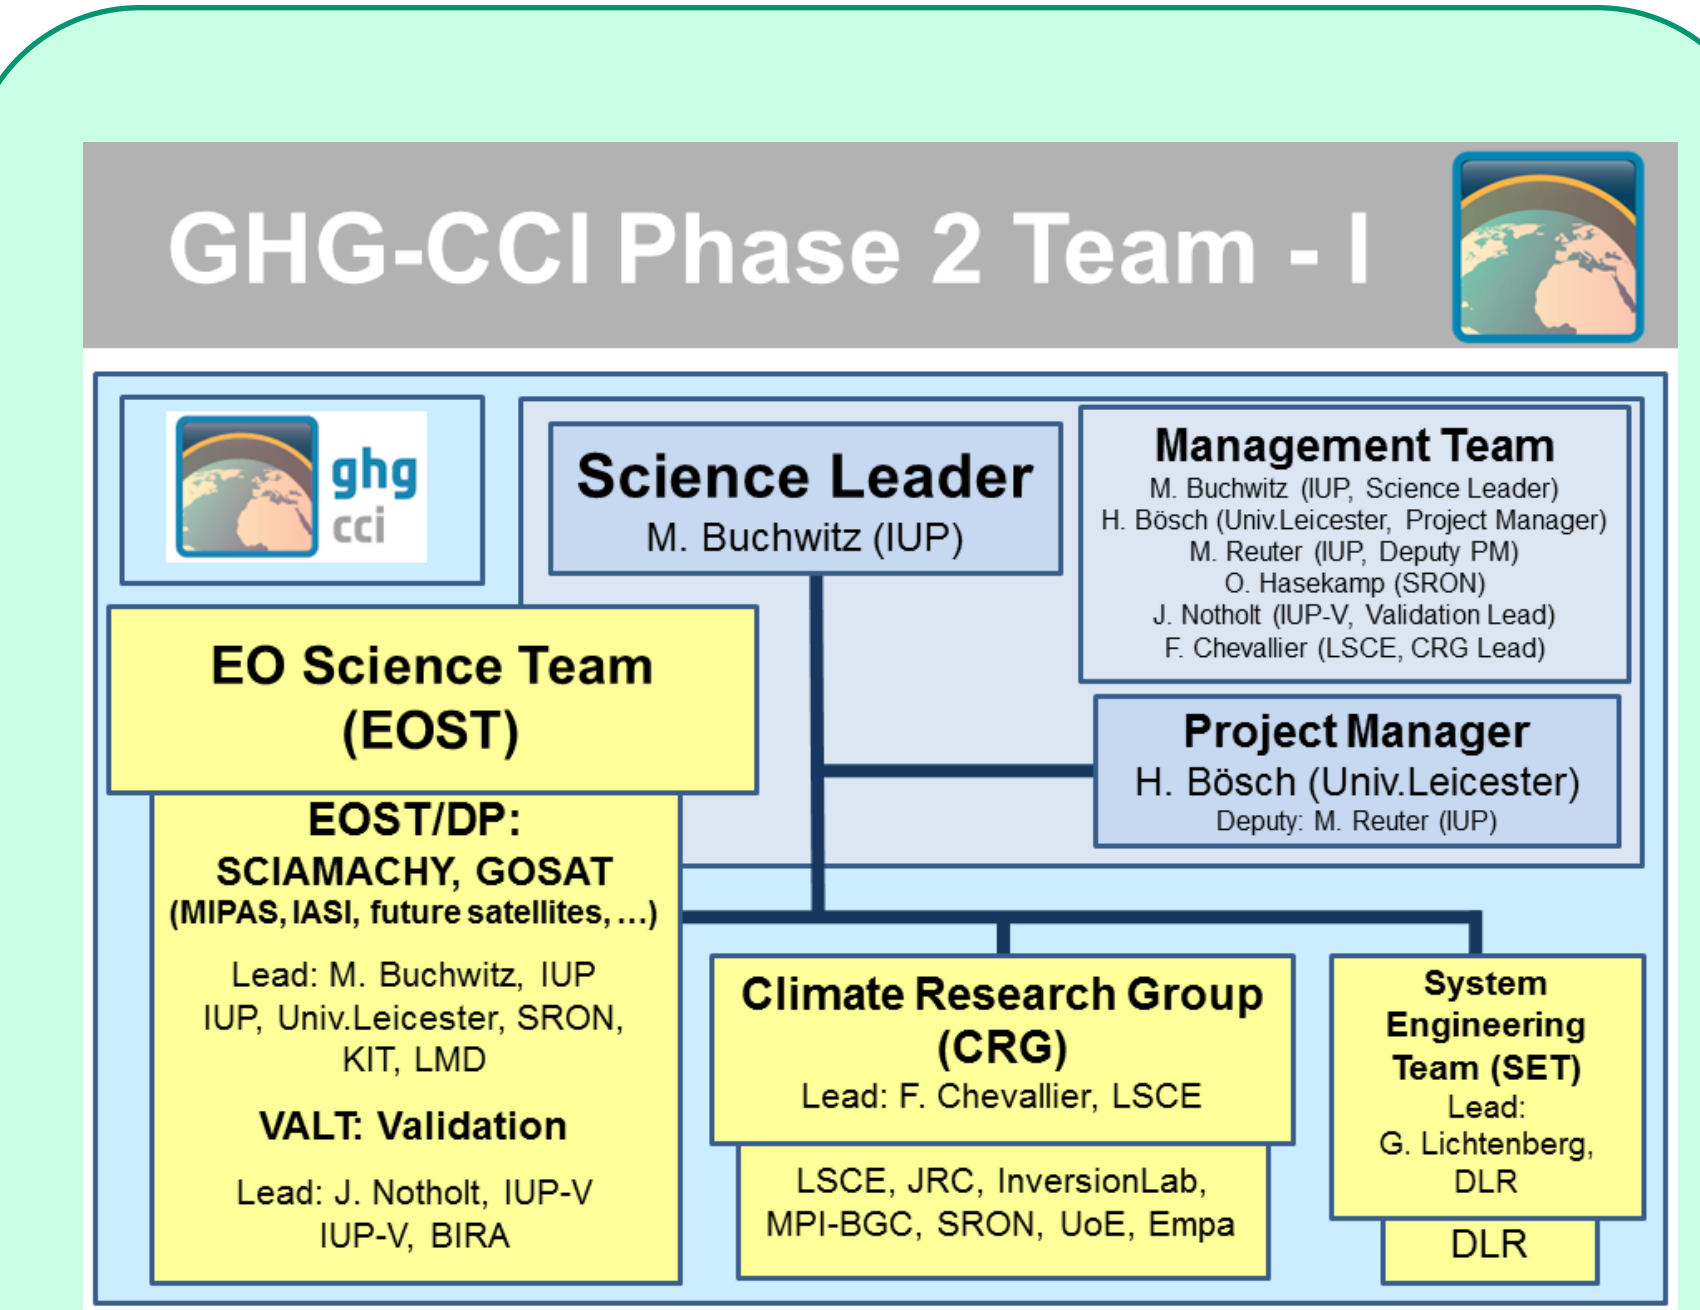 GHG-CCI Phase 2 Team - I
ghg
cci
Science Leader
M. Buchwitz (IUP)
Management Team
M. Buchwitz (IUP, Science Leader)
H. Bösch (Univ.Leicester, Project Manager)
M. Reuter (IUP, Deputy PM)
O. Hasekamp (SRON)
J. Notholt (IUP-V, Validation Lead)
F. Chevallier (LSCE, CRG Lead)
Project Manager
H. Bösch (Univ.Leicester)
Deputy: M. Reuter (IUP)
EO Science Team
(EOST)
EOST/DP:
SCIAMACHY, GOSAT
(MIPAS, IASI, future satellites, ...)
Lead: M. Buchwitz, IUP
IUP, Univ.Leicester, SRON,
KIT, LMD
VALT: Validation
Lead: J. Notholt, IUP-V
IUP-V, BIRA
Climate Research Group
(CRG)
Lead: F. Chevallier, LSCE
LSCE, JRC, InversionLab,
MPI-BGC, SRON, UoE, Empa
System
Engineering
Team (SET)
Lead:
G. Lichtenberg,
DLR
DLR